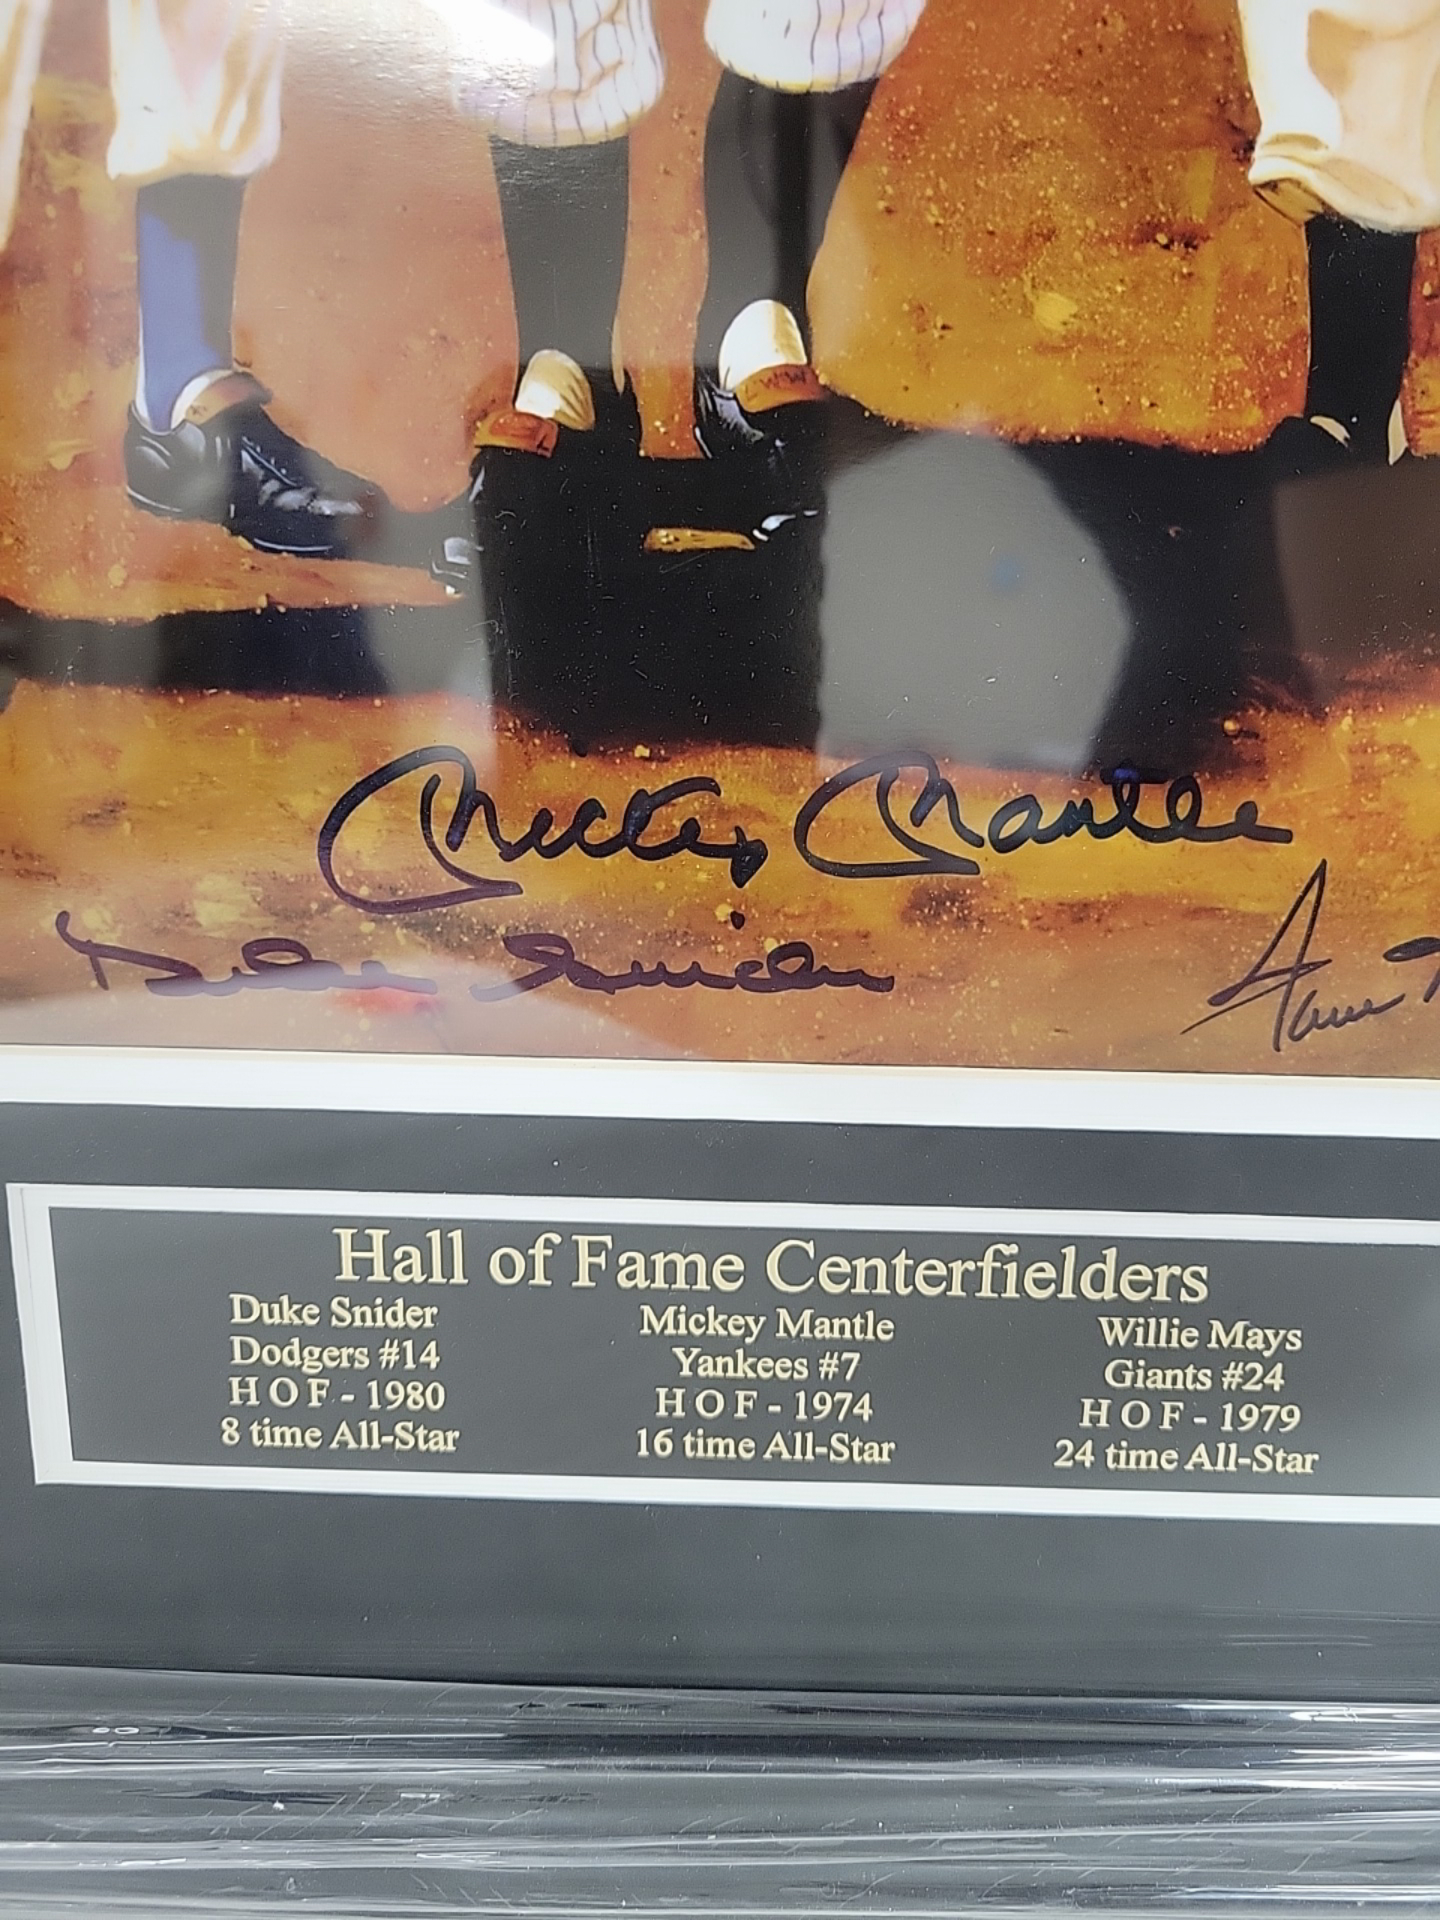 Mickey Mantle
Duke Snider
Hall of Fame Centerfielders
Duke Snider
Dodgers #14
H O F - 1980
8 time All-Star
Mickey Mantle
Yankees #7
H O F - 1974
16 time All-Star
Willie Mays
Giants #24
H O F - 1979
24 time All-Star